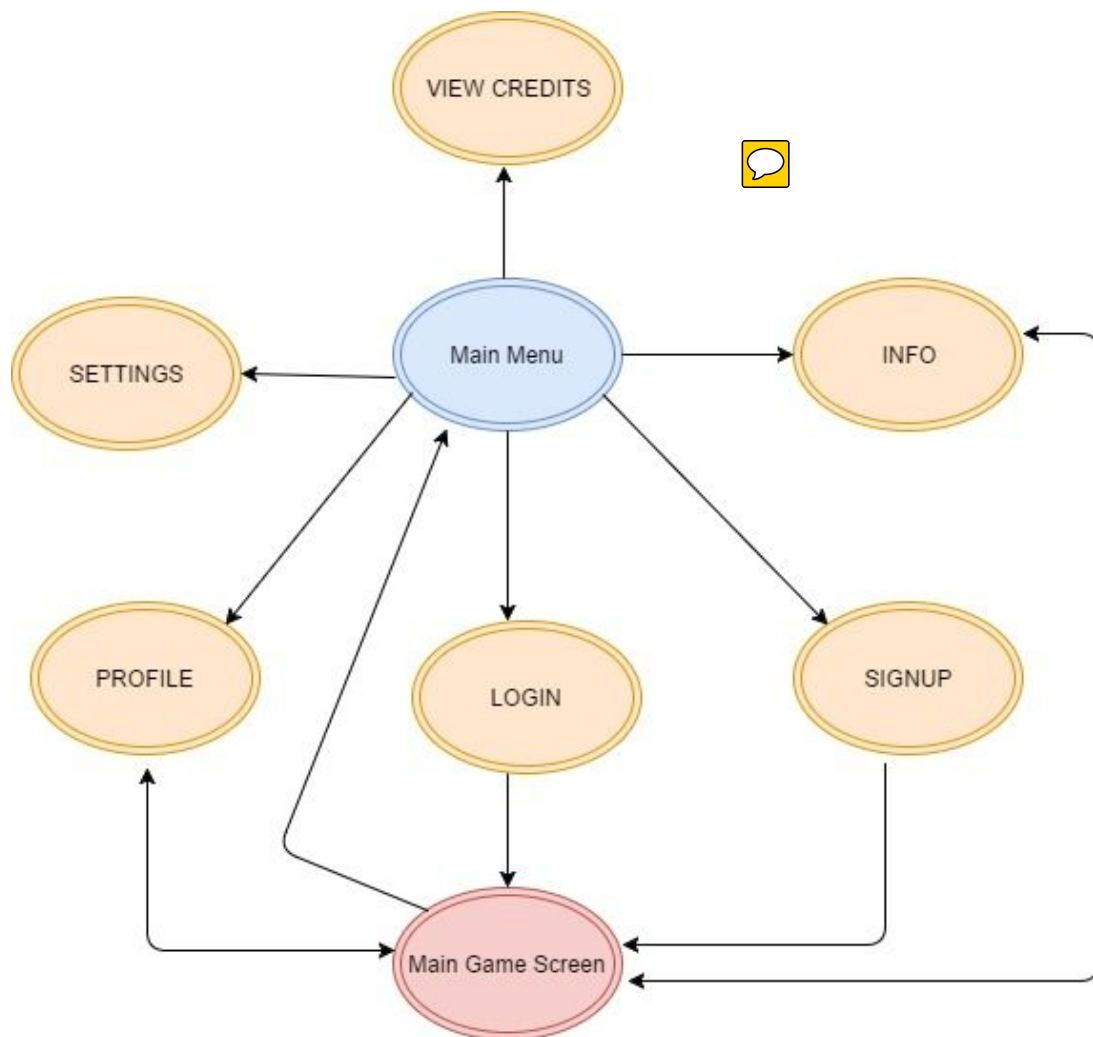 VIEW CREDITS
Main Menu
INFO
SETTINGS
PROFILE
LOGIN
SIGNUP
Main Game Screen